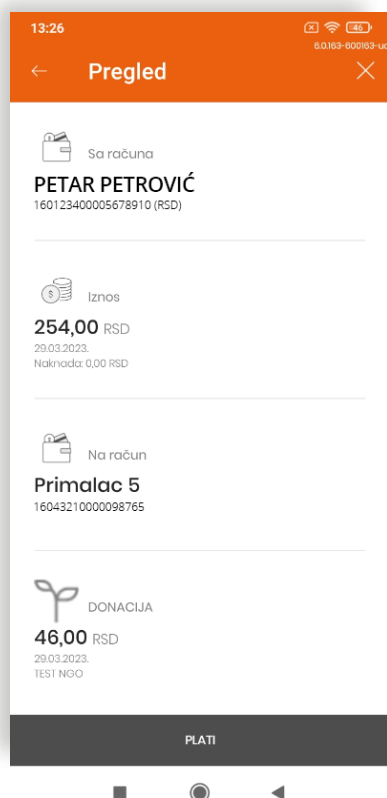 13:26
46
6.0.163-600163-ud
Pregled
Sa računa
PETAR PETROVIĆ
160123400005678910 (RSD)
Iznos
254,00 RSD
29.03.2023.
Naknada: 0,00 RSD
Na račun
Primalac 5
16043210000098765
DONACIJA
46,00 RSD
29.03.2023.
TEST NGO
PLATI